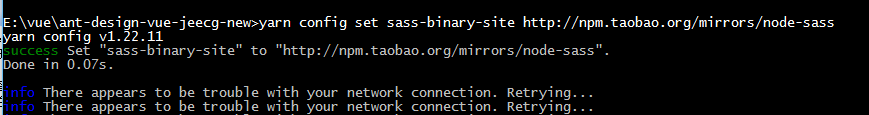 E:\vue\ant-design-vue-jeecg-new>yarn config set sass-binary-site http://npm.taobao.org/mirrors/node-sass
yarn config v1.22.11
success Set "sass-binary-site" to "http://npm.taobao.org/mirrors/node-sass".
Done in 0.07s.
info There appears to be trouble with your network connection. Retrying...
info There appears to be trouble with your network connection. Retrying...